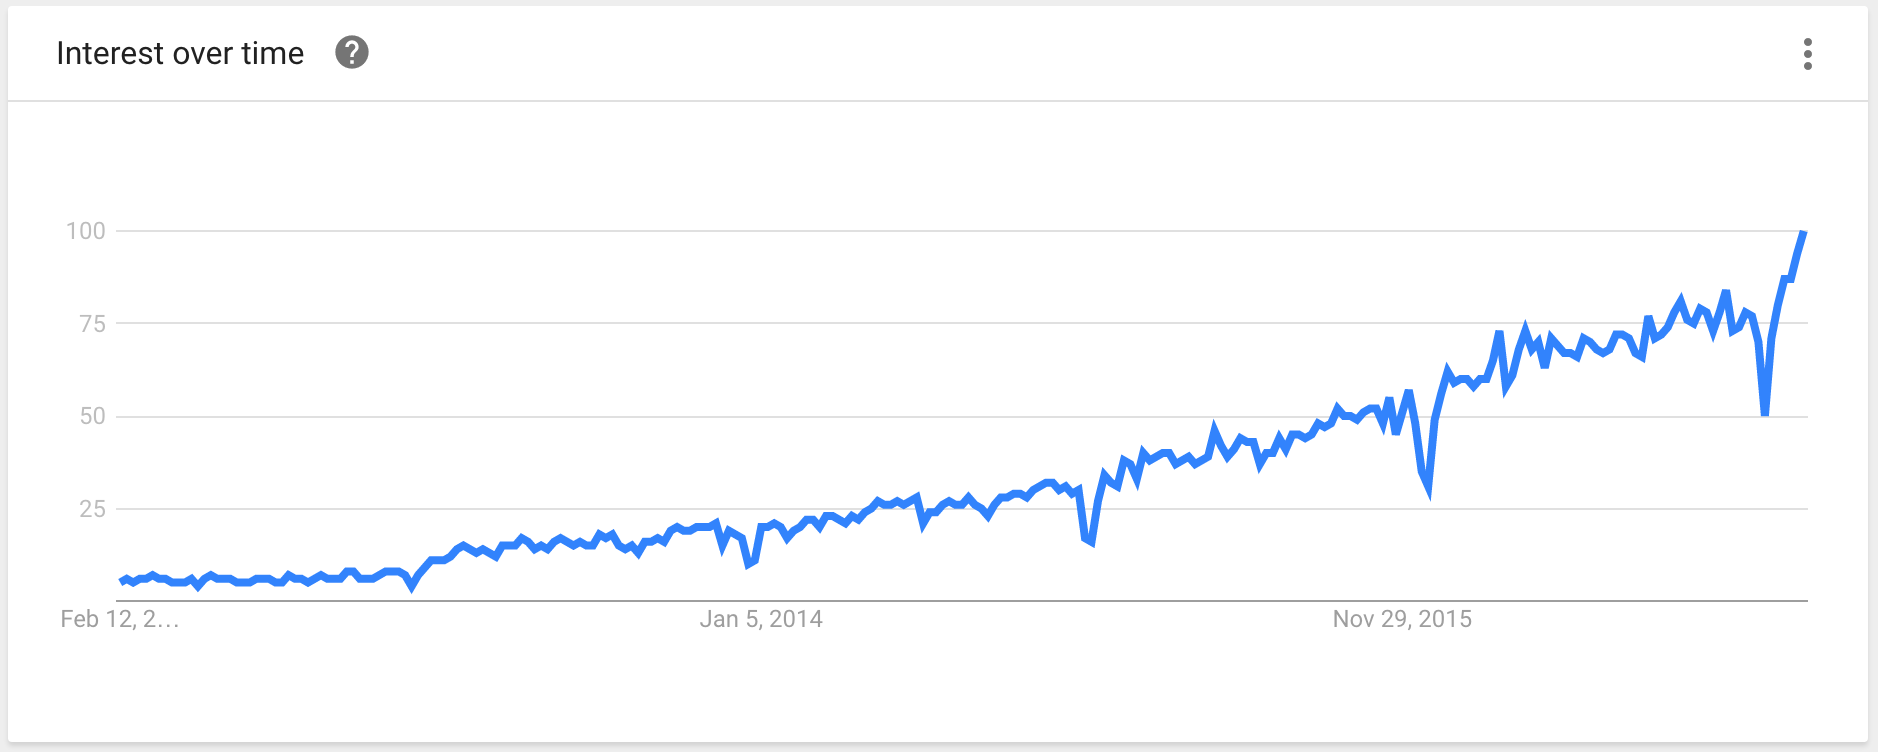 Interest over time ?
100
75
50
25
Feb 12, 2…
Jan 5, 2014
Nov 29, 2015